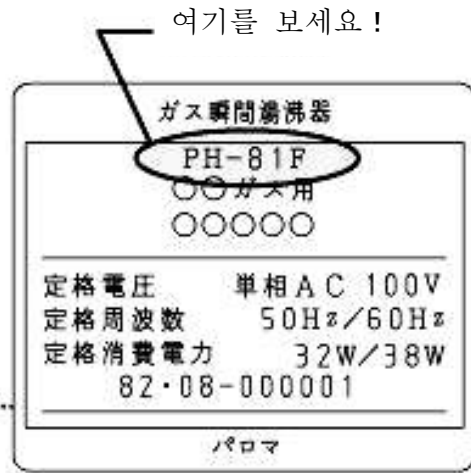 여기를 보세요!
ガス瞬間湯沸器
PH-81F
○○ガス用
○○○○○
定格電圧 単相AC 100V
定格周波数 50Hz/60Hz
定格消費電力 32W/38W
82・08-000001
パロマ